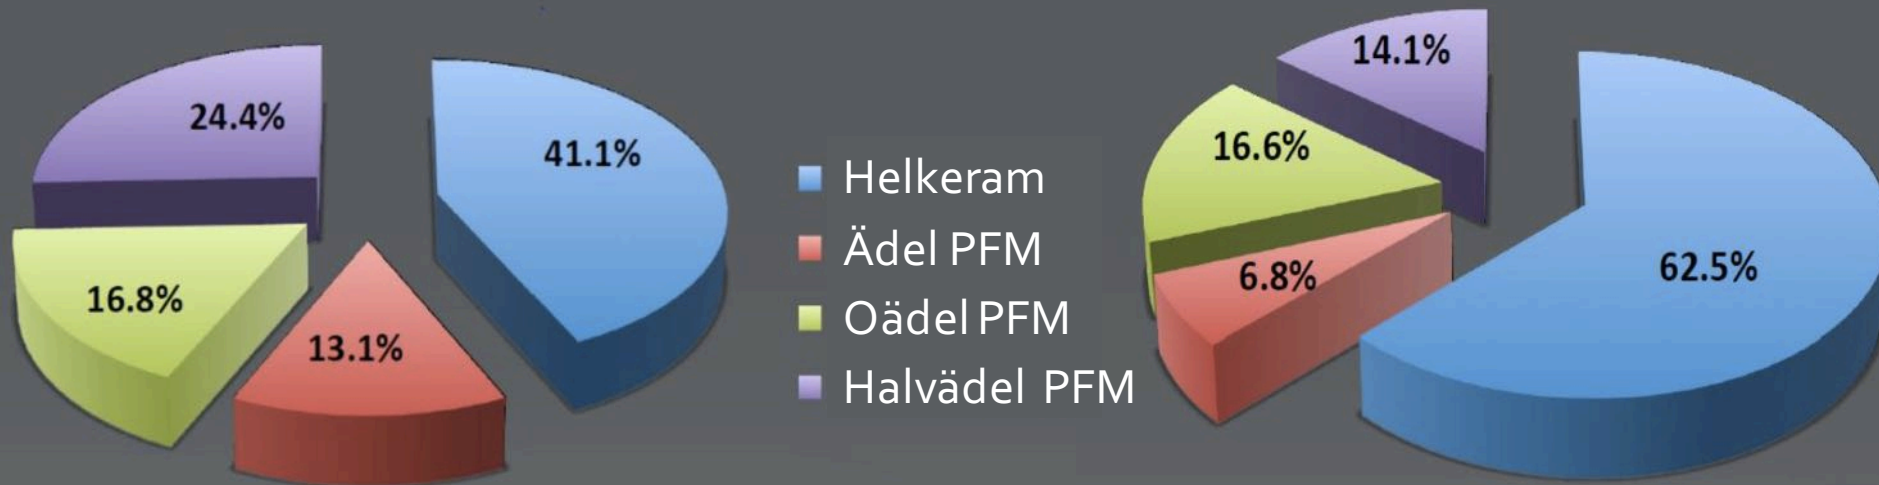 24.4%
41.1%
16.8%
13.1%
Helkeram
Ädel PFM
Oädel PFM
Halvädel PFM
14.1%
16.6%
6.8%
62.5%